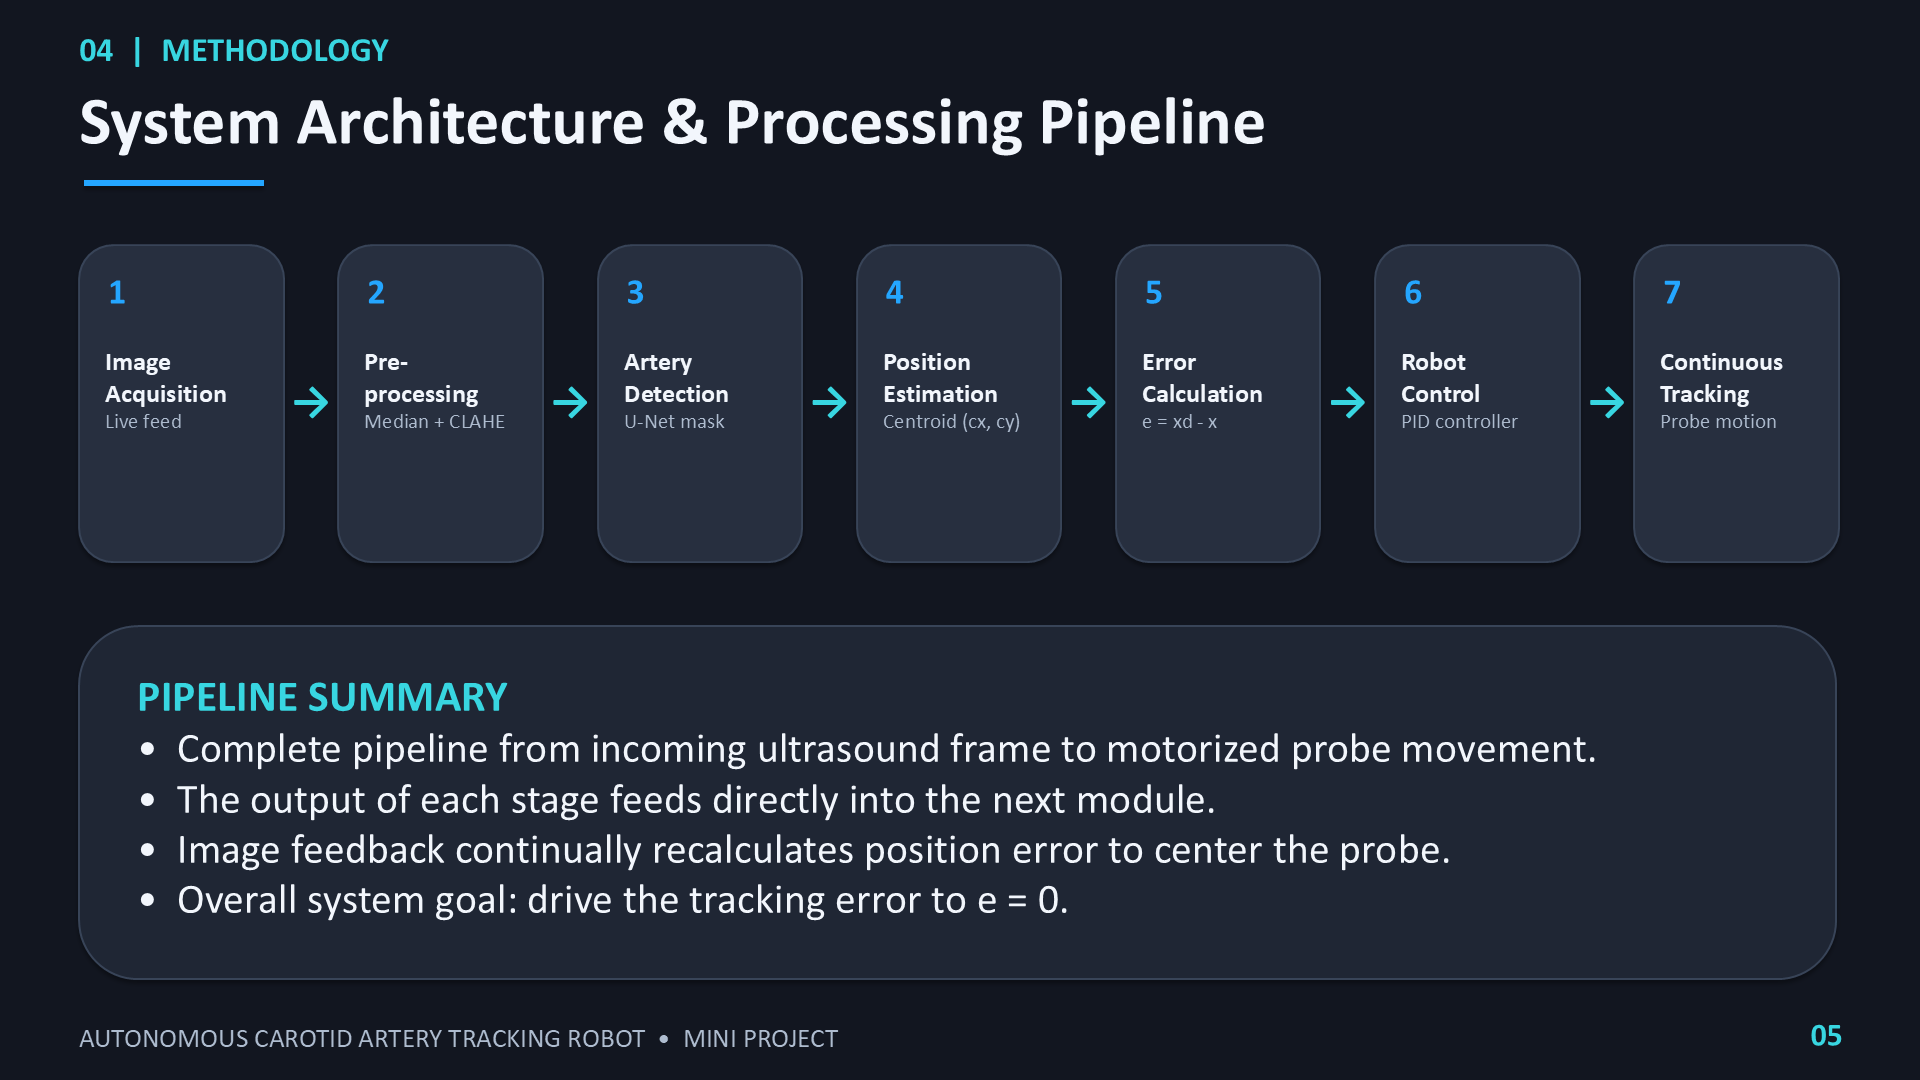 04 | METHODOLOGY
System Architecture & Processing Pipeline
1
Image
Acquisition
Live feed
→
2
Pre-
processing
Median + CLAHE
→
3
Artery
Detection
U-Net mask
→
4
Position
Estimation
Centroid (cx, cy)
→
5
Error
Calculation
e = xd - x
→
6
Robot
Control
PID controller
→
7
Continuous
Tracking
Probe motion
PIPELINE SUMMARY
• Complete pipeline from incoming ultrasound frame to motorized probe movement.
• The output of each stage feeds directly into the next module.
• Image feedback continually recalculates position error to center the probe.
• Overall system goal: drive the tracking error to e = 0.
AUTONOMOUS CAROTID ARTERY TRACKING ROBOT • MINI PROJECT
05